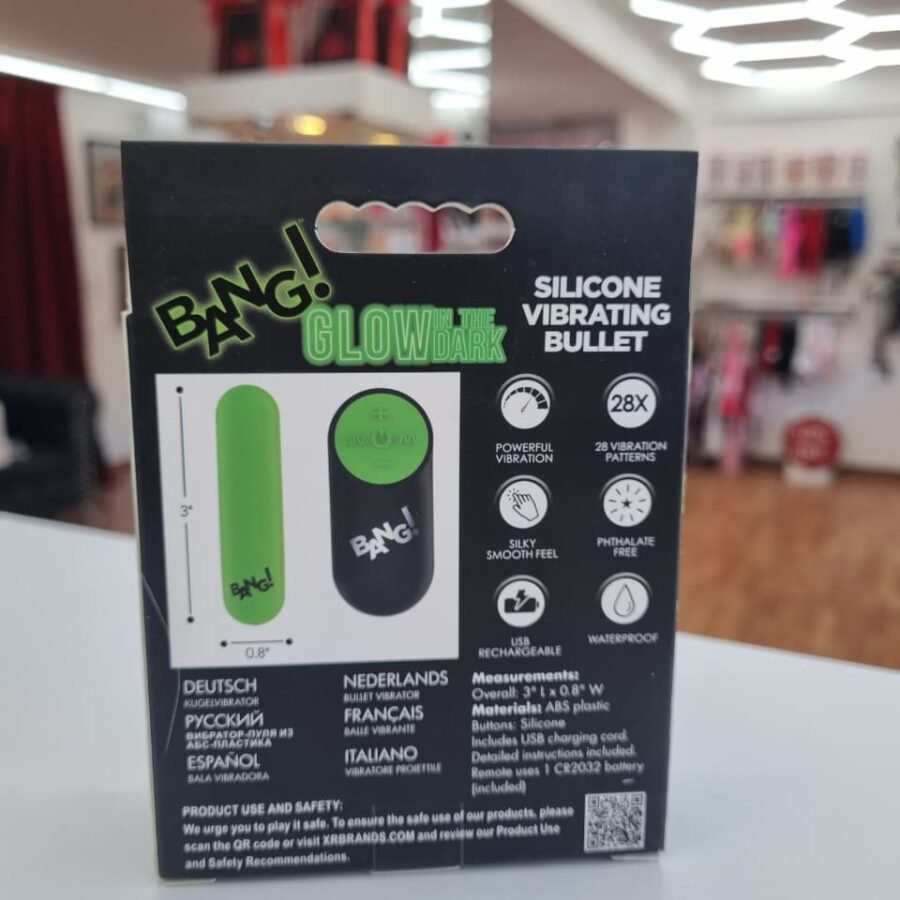 BANG!
GLOW IN THE DARK
SILICONE
VIBRATING
BULLET
3"
0.8"
BANG!
BANG!
POWERFUL
VIBRATION
28X
28 VIBRATION
PATTERNS
SILKY
SMOOTH FEEL
PHTHALATE
FREE
USB
RECHARGEABLE
WATERPROOF
DEUTSCH
KUGELVIBRATOR
РУССКИЙ
ВИБРАТОР-ПУЛЯ ИЗ
АБС-ПЛАСТИКА
ESPAÑOL
BALA VIBRADORA
NEDERLANDS
BULLET VIBRATOR
FRANÇAIS
BALLE VIBRANTE
ITALIANO
VIBRATORE PROIETTILE
Measurements:
Overall: 3" L x 0.8" W
Materials: ABS plastic
Buttons: Silicone
Includes USB charging cord.
Detailed instructions included.
Remote uses 1 CR2032 battery
(included)
PRODUCT USE AND SAFETY:
We urge you to play it safe. To ensure the safe use of our products, please
scan the QR code or visit XRBRANDS.COM and review our Product Use
and Safety Recommendations.